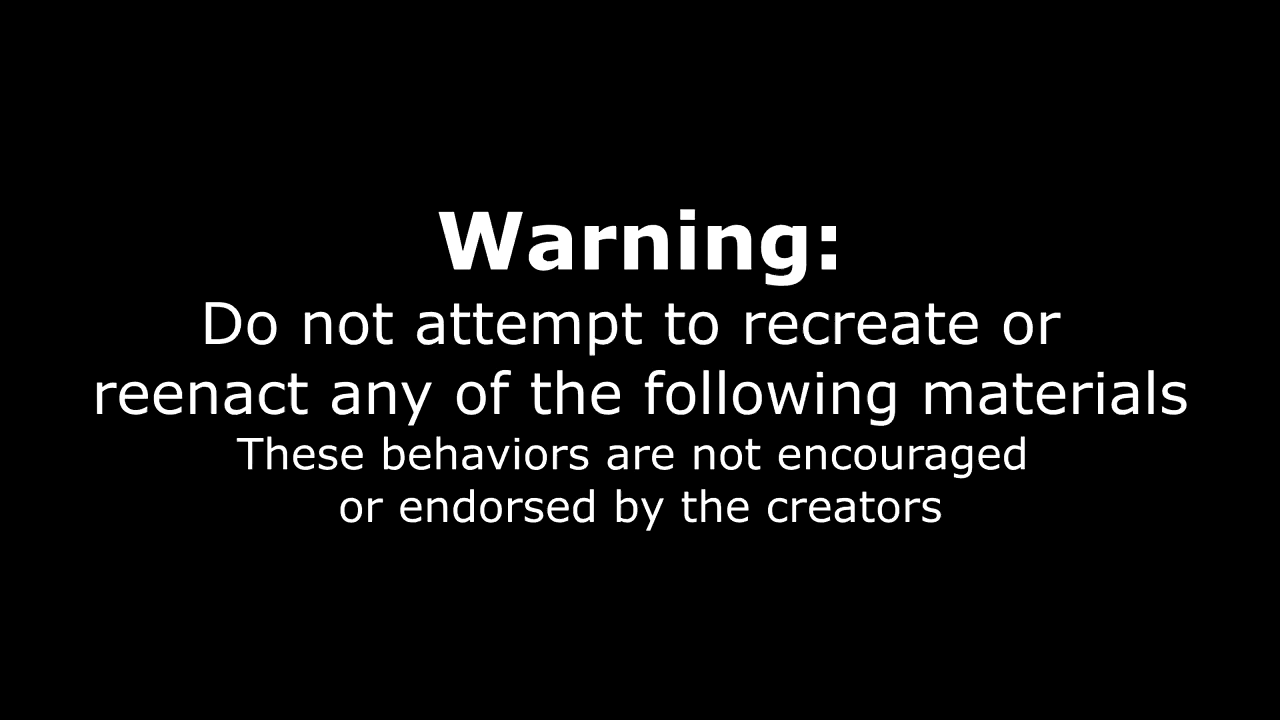 Warning:
Do not attempt to recreate or
reenact any of the following materials
These behaviors are not encouraged
or endorsed by the creators